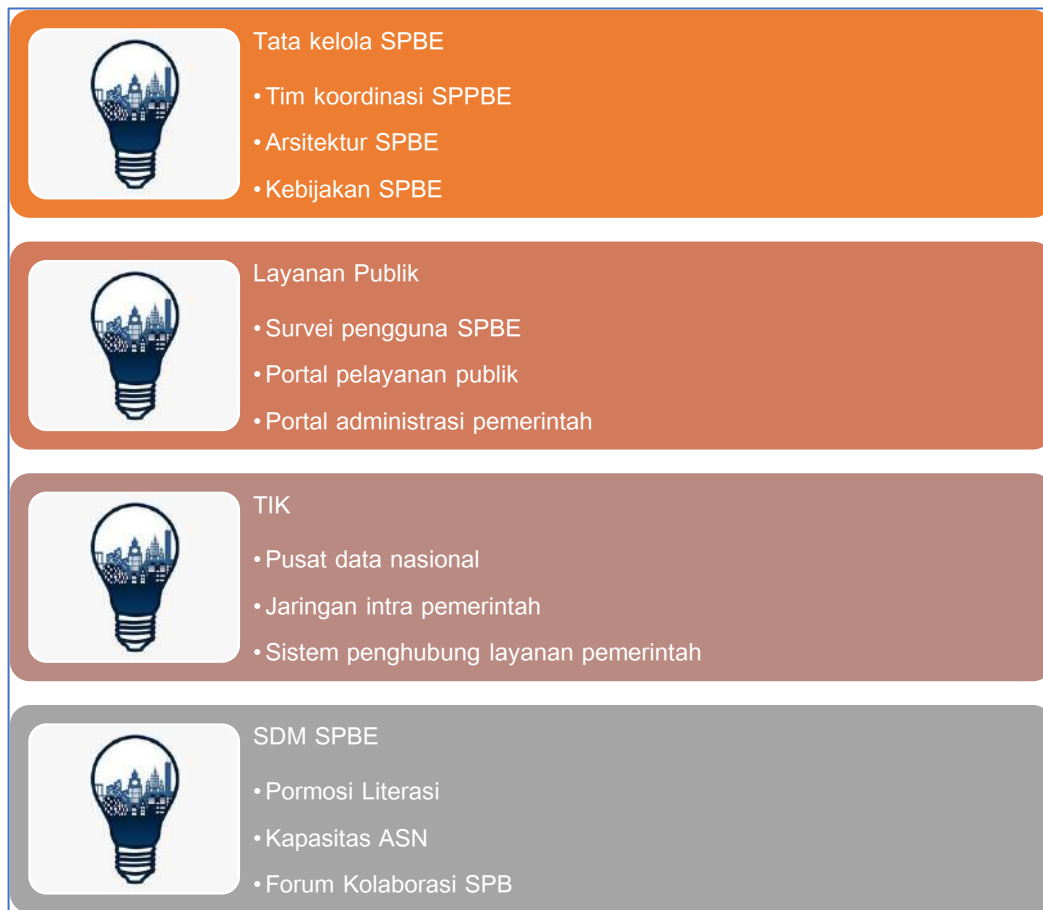 Tata kelola SPBE
• Tim koordinasi SPPBE
• Arsitektur SPBE
• Kebijakan SPBE
Layanan Publik
• Survei pengguna SPBE
• Portal pelayanan publik
• Portal administrasi pemerintah
TIK
• Pusat data nasional
• Jaringan intra pemerintah
• Sistem penghubung layanan pemerintah
SDM SPBE
• Pormosi Literasi
• Kapasitas ASN
• Forum Kolaborasi SPB